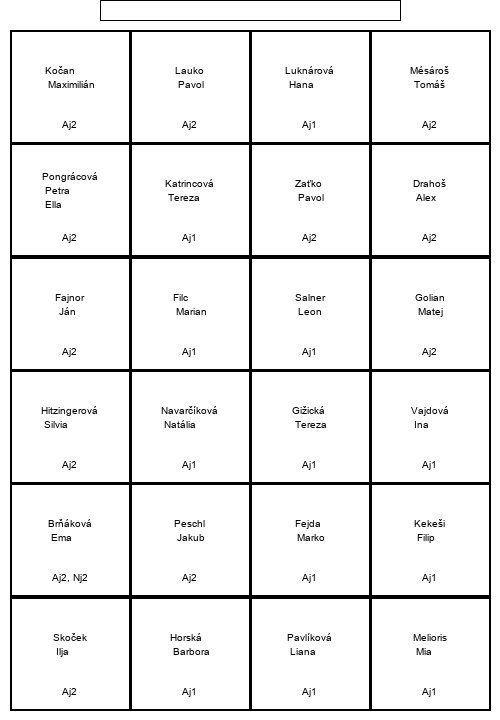 Kočan
Maximilián
Aj2
Lauko
Pavol
Aj2
Luknárová
Hana
Aj1
Mésároš
Tomáš
Aj2
Pongrácová
Petra
Ella
Aj2
Katrincová
Tereza
Aj1
Zaťko
Pavol
Aj2
Drahoš
Alex
Aj2
Fajnor
Ján
Aj2
Filc
Marian
Aj1
Salner
Leon
Aj1
Golian
Matej
Aj2
Hitzingerová
Silvia
Aj2
Navarčíková
Natália
Aj1
Gižická
Tereza
Aj1
Vajdová
Ina
Aj1
Brňáková
Ema
Aj2, Nj2
Peschl
Jakub
Aj2
Fejda
Marko
Aj1
Kekeši
Filip
Aj1
Skoček
Ilja
Aj2
Horská
Barbora
Aj1
Pavlíková
Liana
Aj1
Melioris
Mia
Aj1